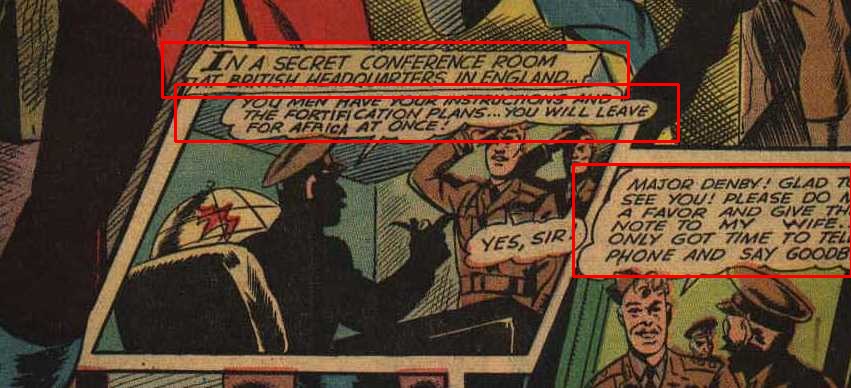 IN A SECRET CONFERENCE ROOM
AT BRITISH HEADQUARTERS IN ENGLAND...
YOU MEN HAVE YOUR INSTRUCTIONS AND
THE FORTIFICATION PLANS... YOU WILL LEAVE
FOR AFRICA AT ONCE!
YES, SIR.
MAJOR DENBY! GLAD
SEE YOU! PLEASE DO
A FAVOR AND GIVE
NOTE TO MY WIFE.
ONLY GOT TIME TO
PHONE AND SAY